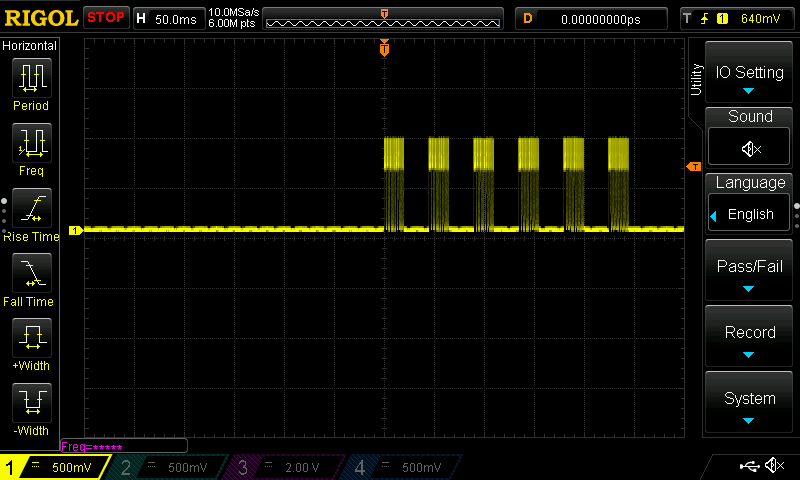 RIGOL STOP H 50.0ms 10.0MSa/s 6.00M pts T D 0.00000000ps T 1 640mV
Horizontal
Period
Freq
Rise Time
Fall Time
+Width
-Width
T
T
1
Utility
IO Setting
Sound
Language
English
Pass/Fail
Record
System
Freq=*****
1 500mV 2 500mV 3 2.00 V 4 500mV